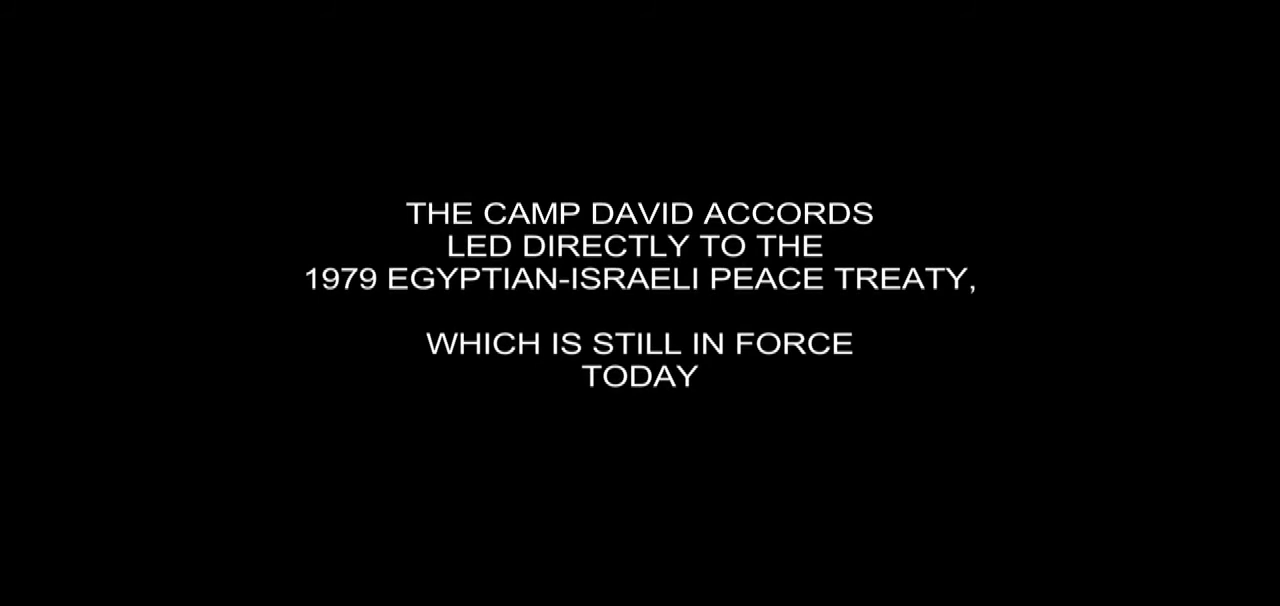 THE CAMP DAVID ACCORDS
LED DIRECTLY TO THE
1979 EGYPTIAN-ISRAELI PEACE TREATY,
WHICH IS STILL IN FORCE
TODAY